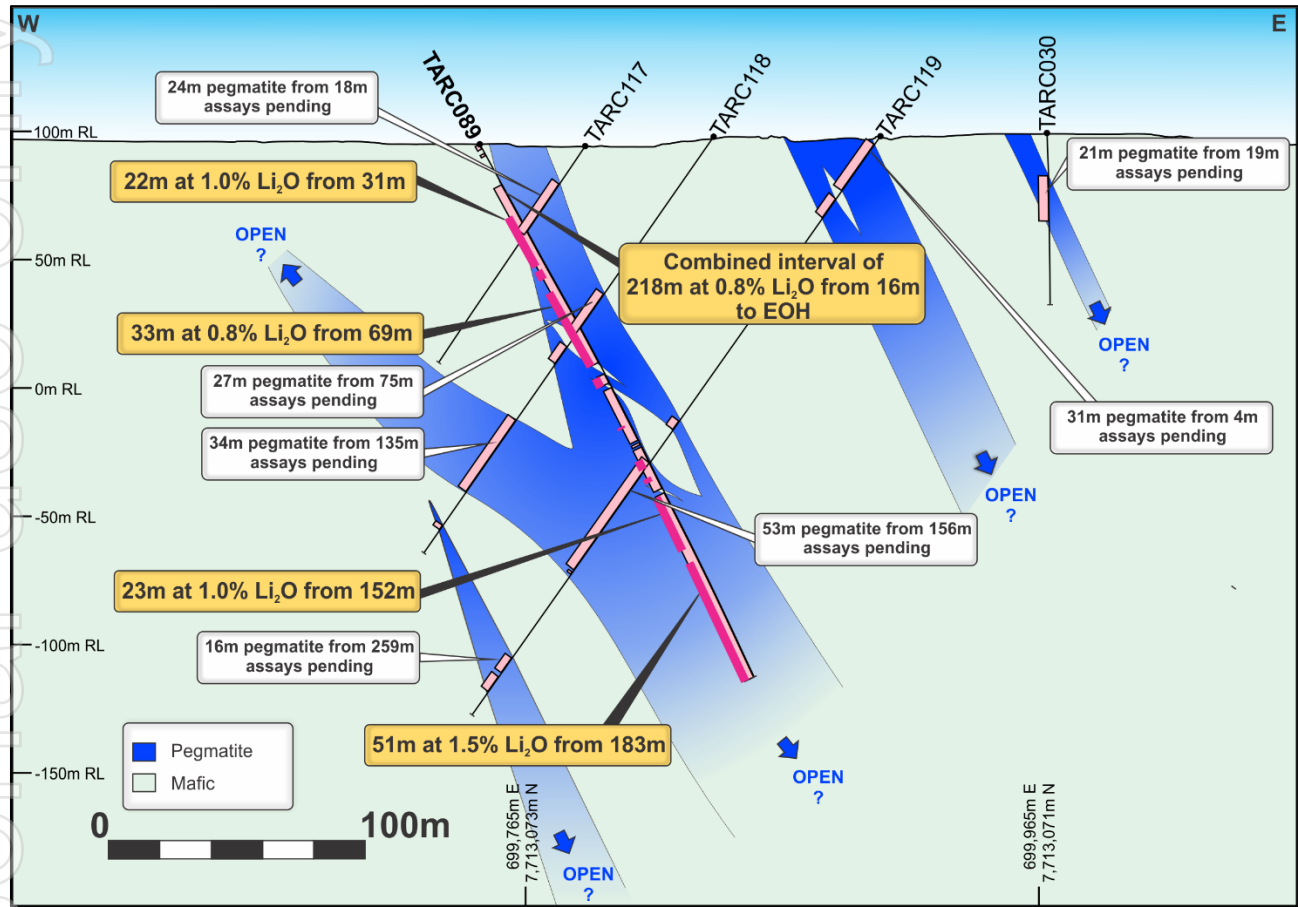 W
E
TARC089
TARC117
TARC118
TARC119
TARC030
24m pegmatite from 18m
assays pending
100m RL
21m pegmatite from 19m
assays pending
22m at 1.0% Li₂O from 31m
OPEN
?
50m RL
Combined interval of
218m at 0.8% Li₂O from 16m
to EOH
33m at 0.8% Li₂O from 69m
OPEN
?
27m pegmatite from 75m
assays pending
0m RL
31m pegmatite from 4m
assays pending
34m pegmatite from 135m
assays pending
OPEN
?
-50m RL
53m pegmatite from 156m
assays pending
23m at 1.0% Li₂O from 152m
-100m RL
16m pegmatite from 259m
assays pending
51m at 1.5% Li₂O from 183m
Pegmatite
Mafic
-150m RL
OPEN
?
699,765m E
7,713,073m N
699,965m E
7,713,071m N
0
100m
OPEN
?